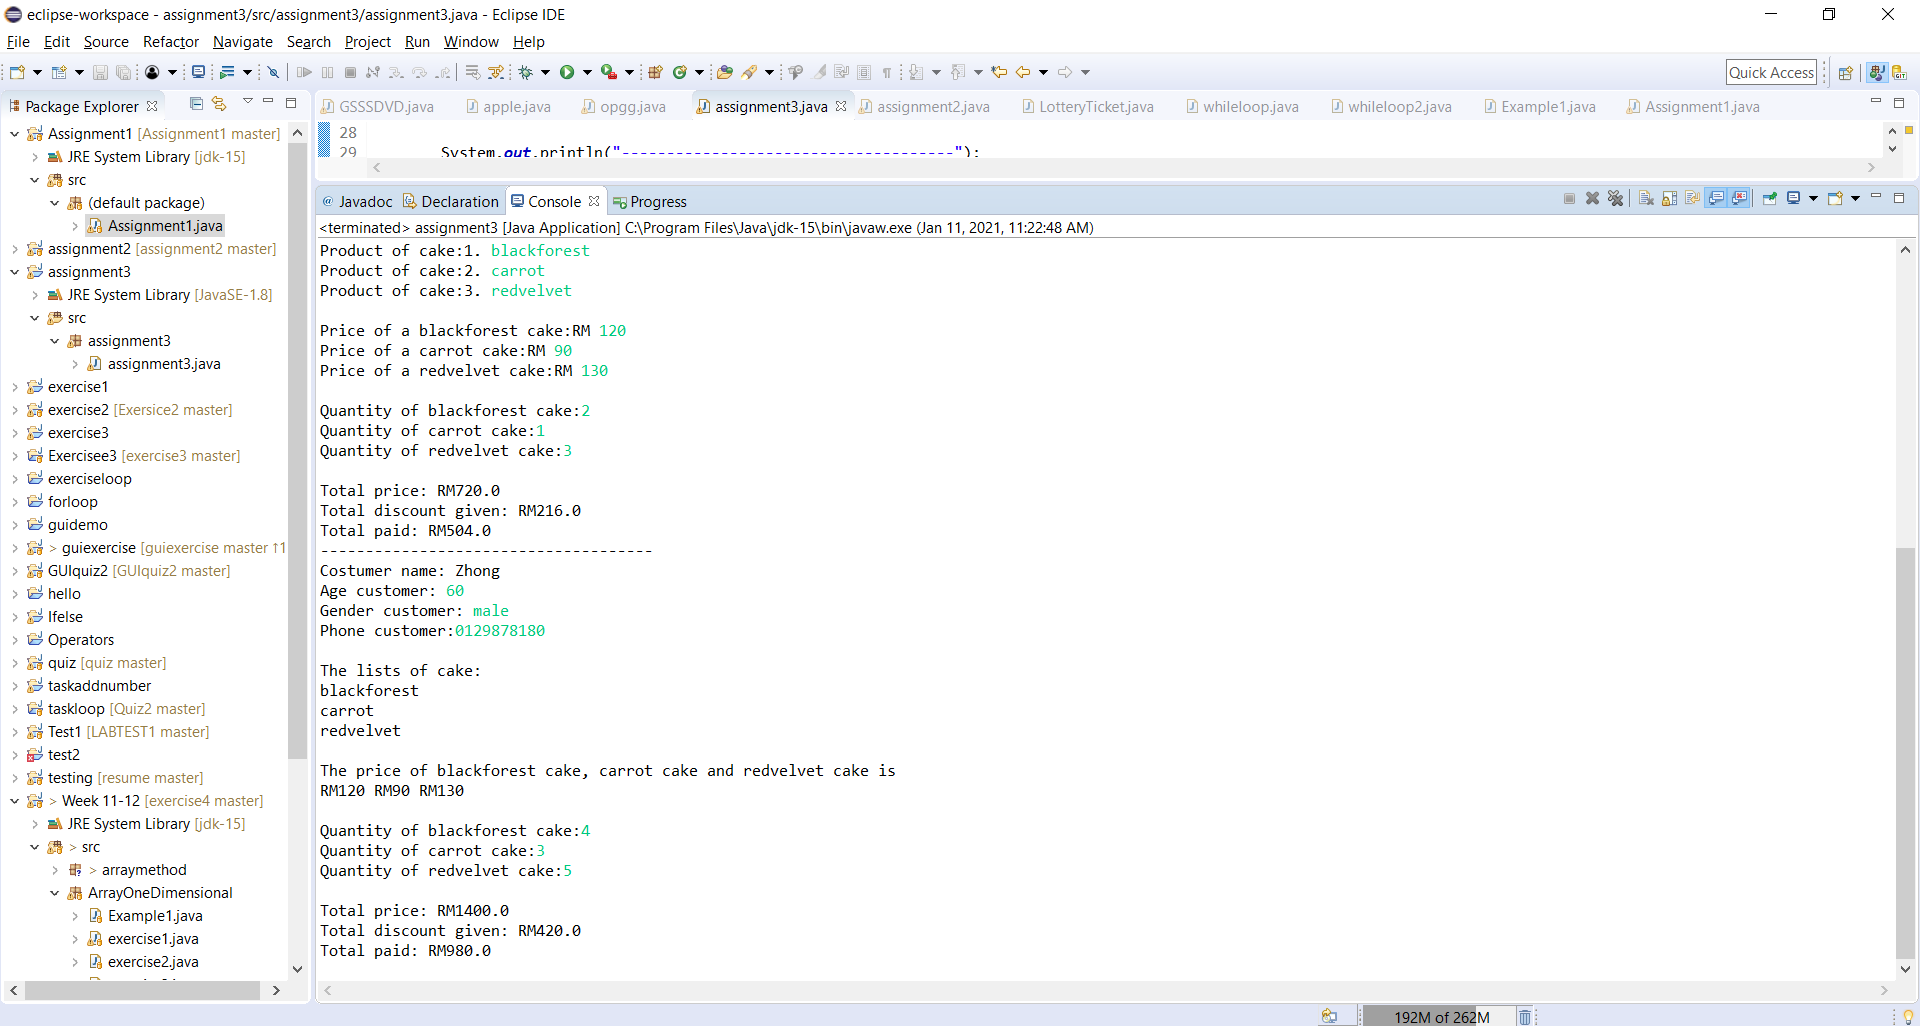 eclipse-workspace - assignment3/src/assignment3/assignment3.java - Eclipse IDE
File Edit Source Refactor Navigate Search Project Run Window Help
Quick Access
Package Explorer
Assignment1 [Assignment1 master]
JRE System Library [jdk-15]
src
(default package)
Assignment1.java
assignment2 [assignment2 master]
assignment3
JRE System Library [JavaSE-1.8]
src
assignment3
assignment3.java
exercise1
exercise2 [Exersice2 master]
exercise3
Exercisee3 [exercise3 master]
exerciseloop
forloop
guidemo
> guiexercise [guiexercise master ↑1
GUIquiz2 [GUIquiz2 master]
hello
Ifelse
Operators
quiz [quiz master]
taskaddnumber
taskloop [Quiz2 master]
Test1 [LABTEST1 master]
test2
testing [resume master]
> Week 11-12 [exercise4 master]
JRE System Library [jdk-15]
> src
> arraymethod
ArrayOneDimensional
Example1.java
exercise1.java
exercise2.java
GSSSDVD.java apple.java opgg.java assignment3.java assignment2.java LotteryTicket.java whileloop.java whileloop2.java Example1.java Assignment1.java
28
29 System.out.println("-------------------------------------");
Javadoc Declaration Console Progress
<terminated> assignment3 [Java Application] C:\Program Files\Java\jdk-15\bin\javaw.exe (Jan 11, 2021, 11:22:48 AM)
Product of cake:1. blackforest
Product of cake:2. carrot
Product of cake:3. redvelvet
Price of a blackforest cake:RM 120
Price of a carrot cake:RM 90
Price of a redvelvet cake:RM 130
Quantity of blackforest cake:2
Quantity of carrot cake:1
Quantity of redvelvet cake:3
Total price: RM720.0
Total discount given: RM216.0
Total paid: RM504.0
-------------------------------------
Costumer name: Zhong
Age customer: 60
Gender customer: male
Phone customer:0129878180
The lists of cake:
blackforest
carrot
redvelvet
The price of blackforest cake, carrot cake and redvelvet cake is
RM120 RM90 RM130
Quantity of blackforest cake:4
Quantity of carrot cake:3
Quantity of redvelvet cake:5
Total price: RM1400.0
Total discount given: RM420.0
Total paid: RM980.0
192M of 262M